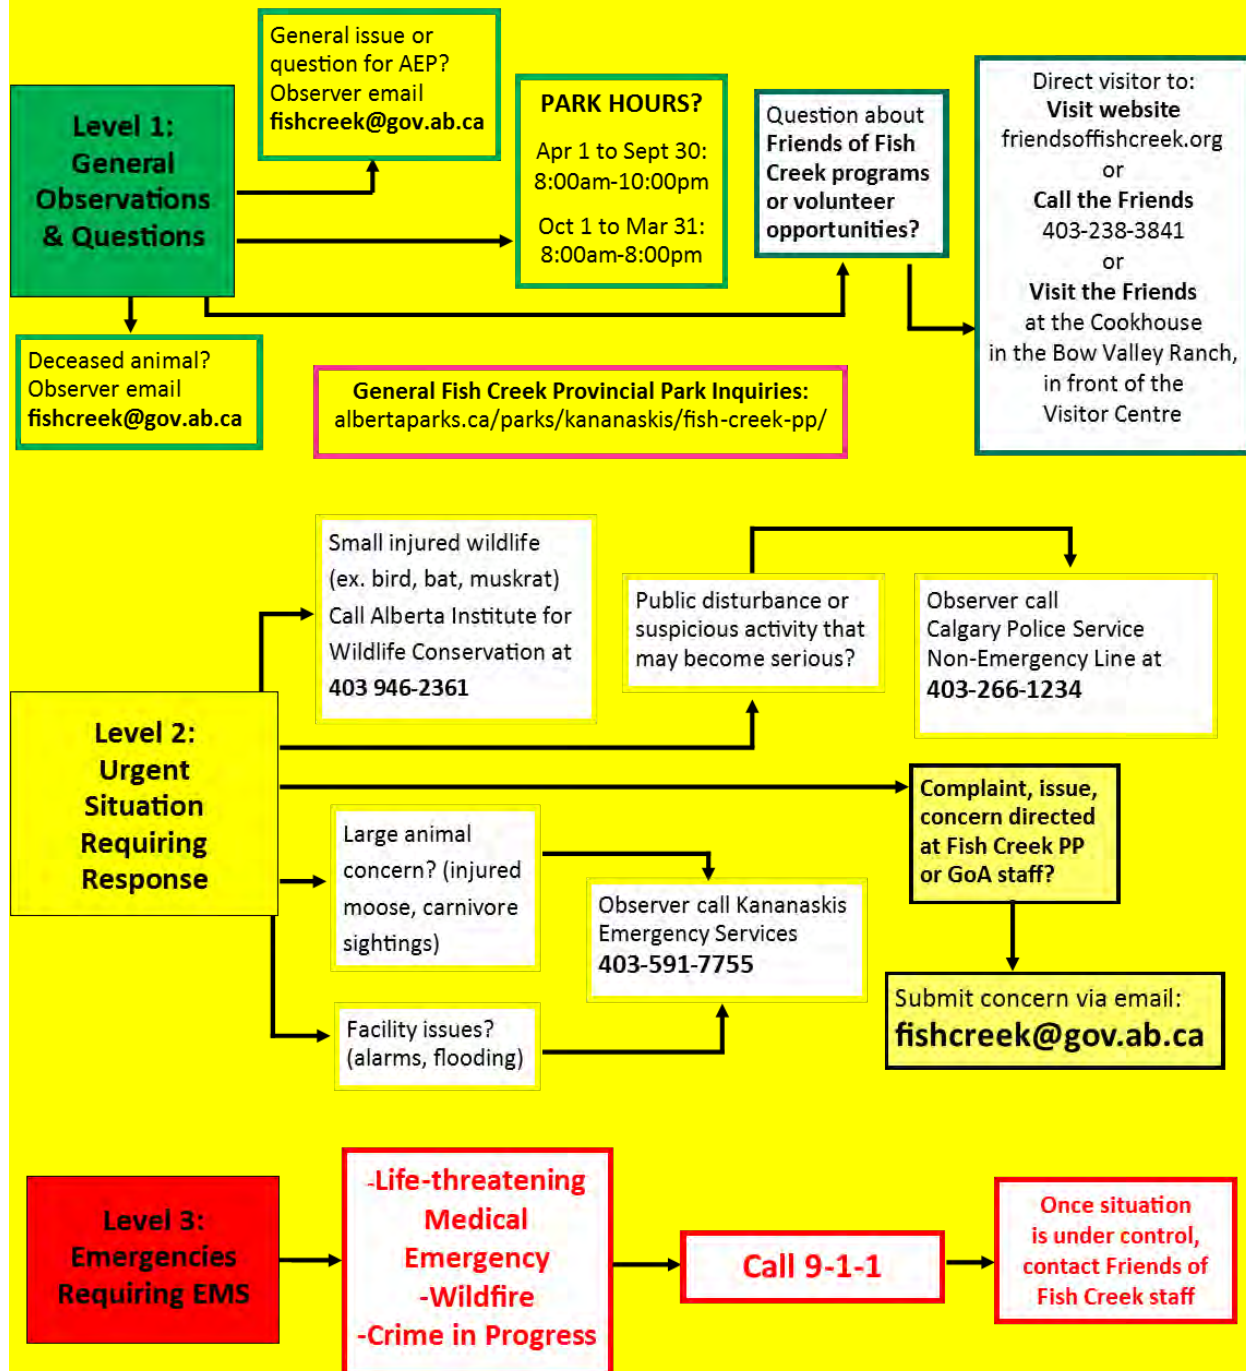 Level 1:
General
Observations
& Questions
General issue or
question for AEP?
Observer email
fishcreek@gov.ab.ca
PARK HOURS?
Apr 1 to Sept 30:
8:00am-10:00pm
Oct 1 to Mar 31:
8:00am-8:00pm
Question about
Friends of Fish
Creek programs
or volunteer
opportunities?
Direct visitor to:
Visit website
friendsoffishcreek.org
or
Call the Friends
403-238-3841
or
Visit the Friends
at the Cookhouse
in the Bow Valley Ranch,
in front of the
Visitor Centre
Deceased animal?
Observer email
fishcreek@gov.ab.ca
General Fish Creek Provincial Park Inquiries:
albertaparks.ca/parks/kananaskis/fish-creek-pp/
Level 2:
Urgent
Situation
Requiring
Response
Small injured wildlife
(ex. bird, bat, muskrat)
Call Alberta Institute for
Wildlife Conservation at
403 946-2361
Public disturbance or
suspicious activity that
may become serious?
Observer call
Calgary Police Service
Non-Emergency Line at
403-266-1234
Complaint, issue,
concern directed
at Fish Creek PP
or GoA staff?
Submit concern via email:
fishcreek@gov.ab.ca
Large animal
concern? (injured
moose, carnivore
sightings)
Observer call Kananaskis
Emergency Services
403-591-7755
Facility issues?
(alarms, flooding)
Level 3:
Emergencies
Requiring EMS
-Life-threatening
Medical
Emergency
-Wildfire
-Crime in Progress
Call 9-1-1
Once situation
is under control,
contact Friends of
Fish Creek staff